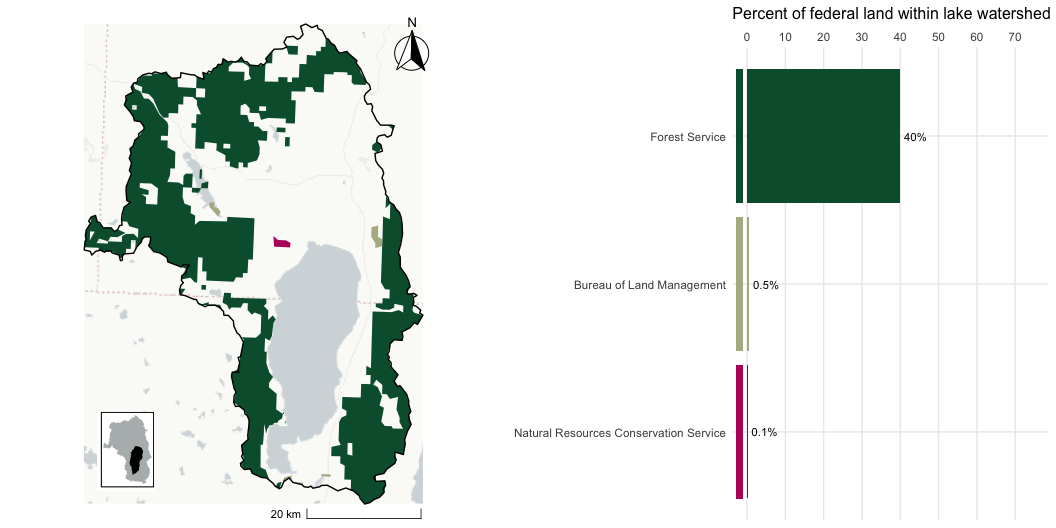 N
20 km
Percent of federal land within lake watershed
0 10 20 30 40 50 60 70
Forest Service 40%
Bureau of Land Management 0.5%
Natural Resources Conservation Service 0.1%